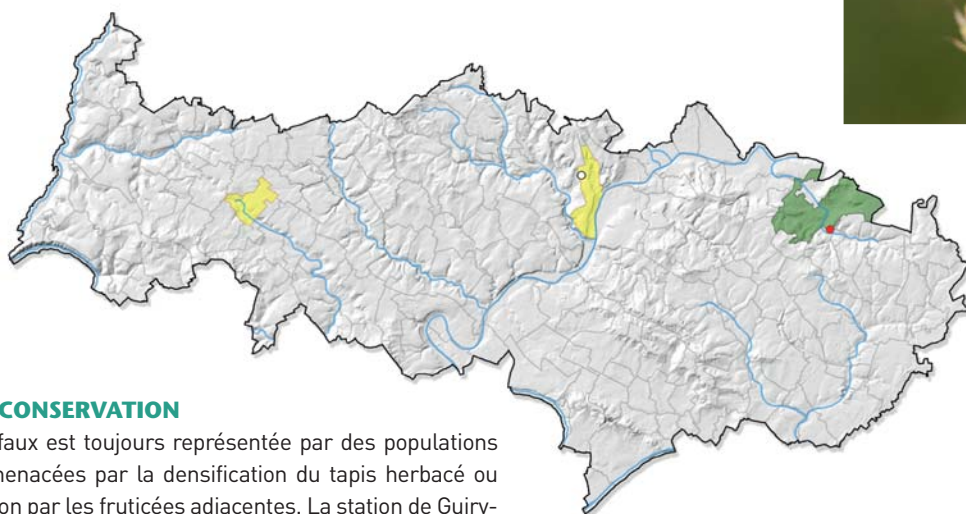 CONSERVATION
faux est toujours représentée par des populations
menacées par la densification du tapis herbacé ou
on par les fruticées adjacentes. La station de Guiry-